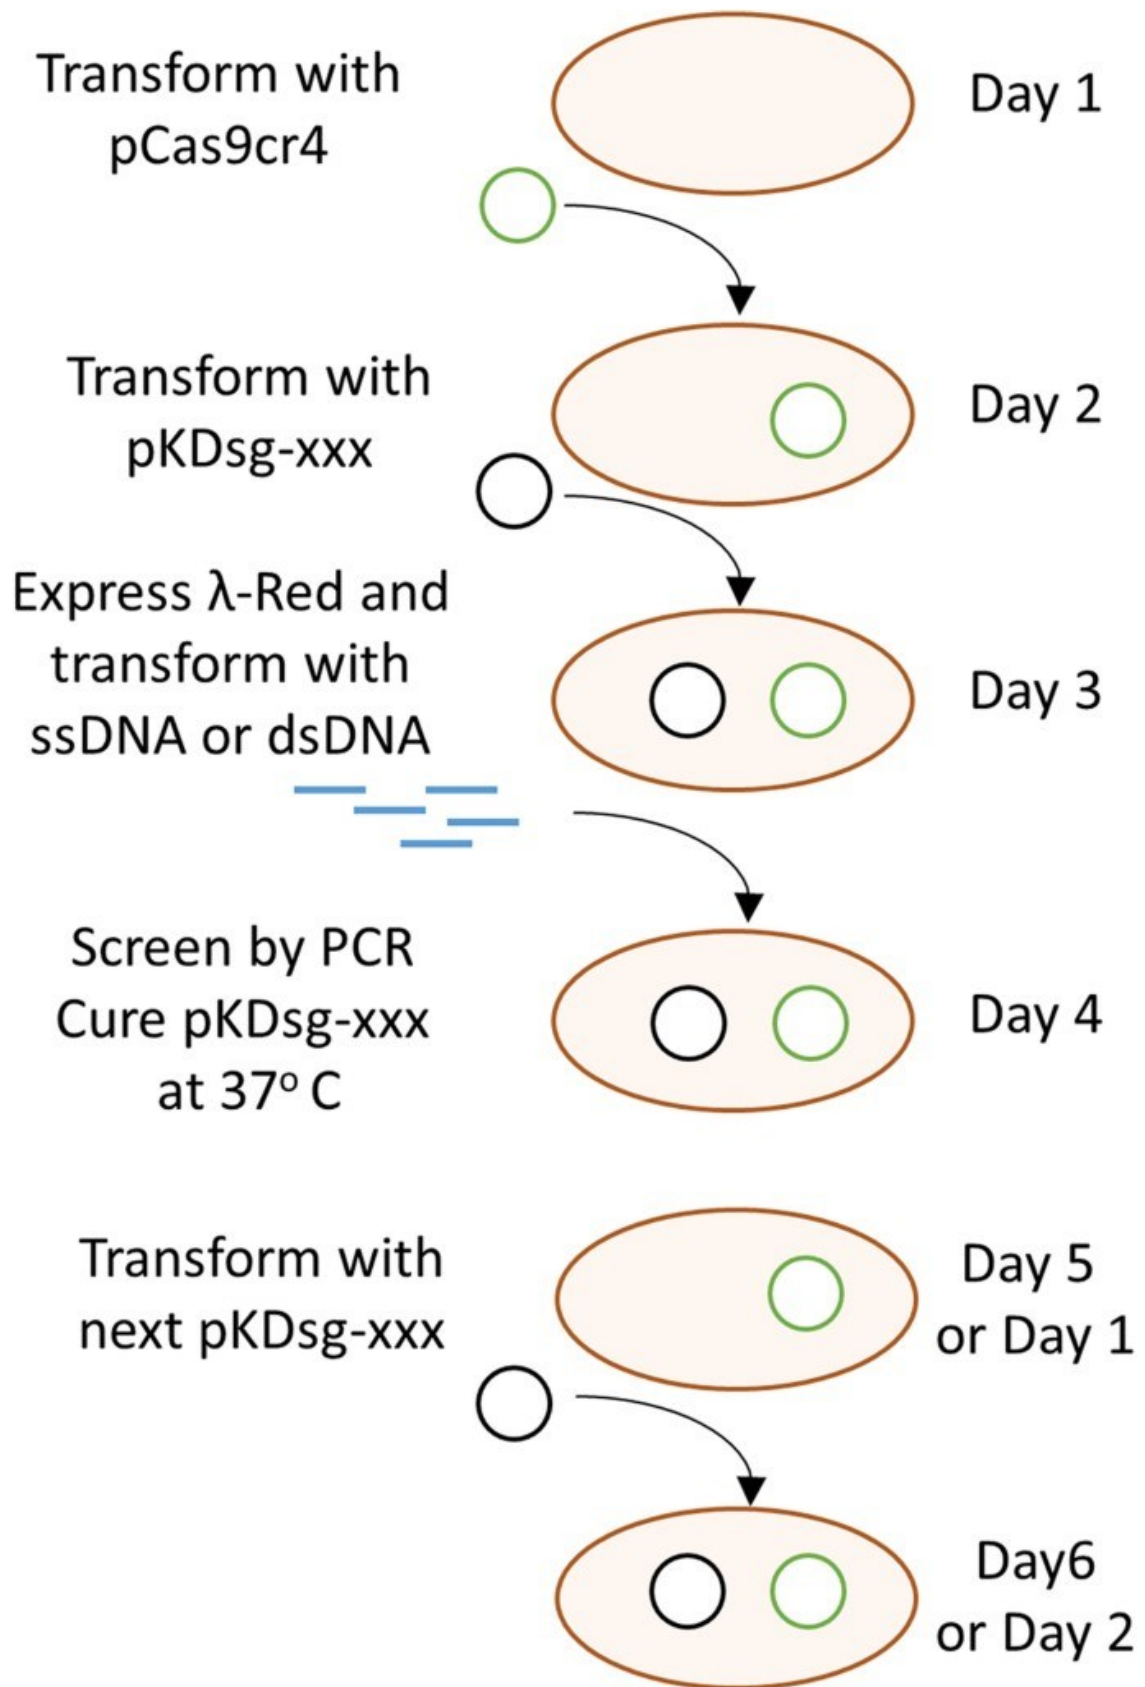 Transform with
pCas9cr4
Day 1
Transform with
pKDsg-xxx
Day 2
Express λ-Red and
transform with
ssDNA or dsDNA
Day 3
Screen by PCR
Cure pKDsg-xxx
at 37º C
Day 4
Transform with
next pKDsg-xxx
Day 5
or Day 1
Day6
or Day 2